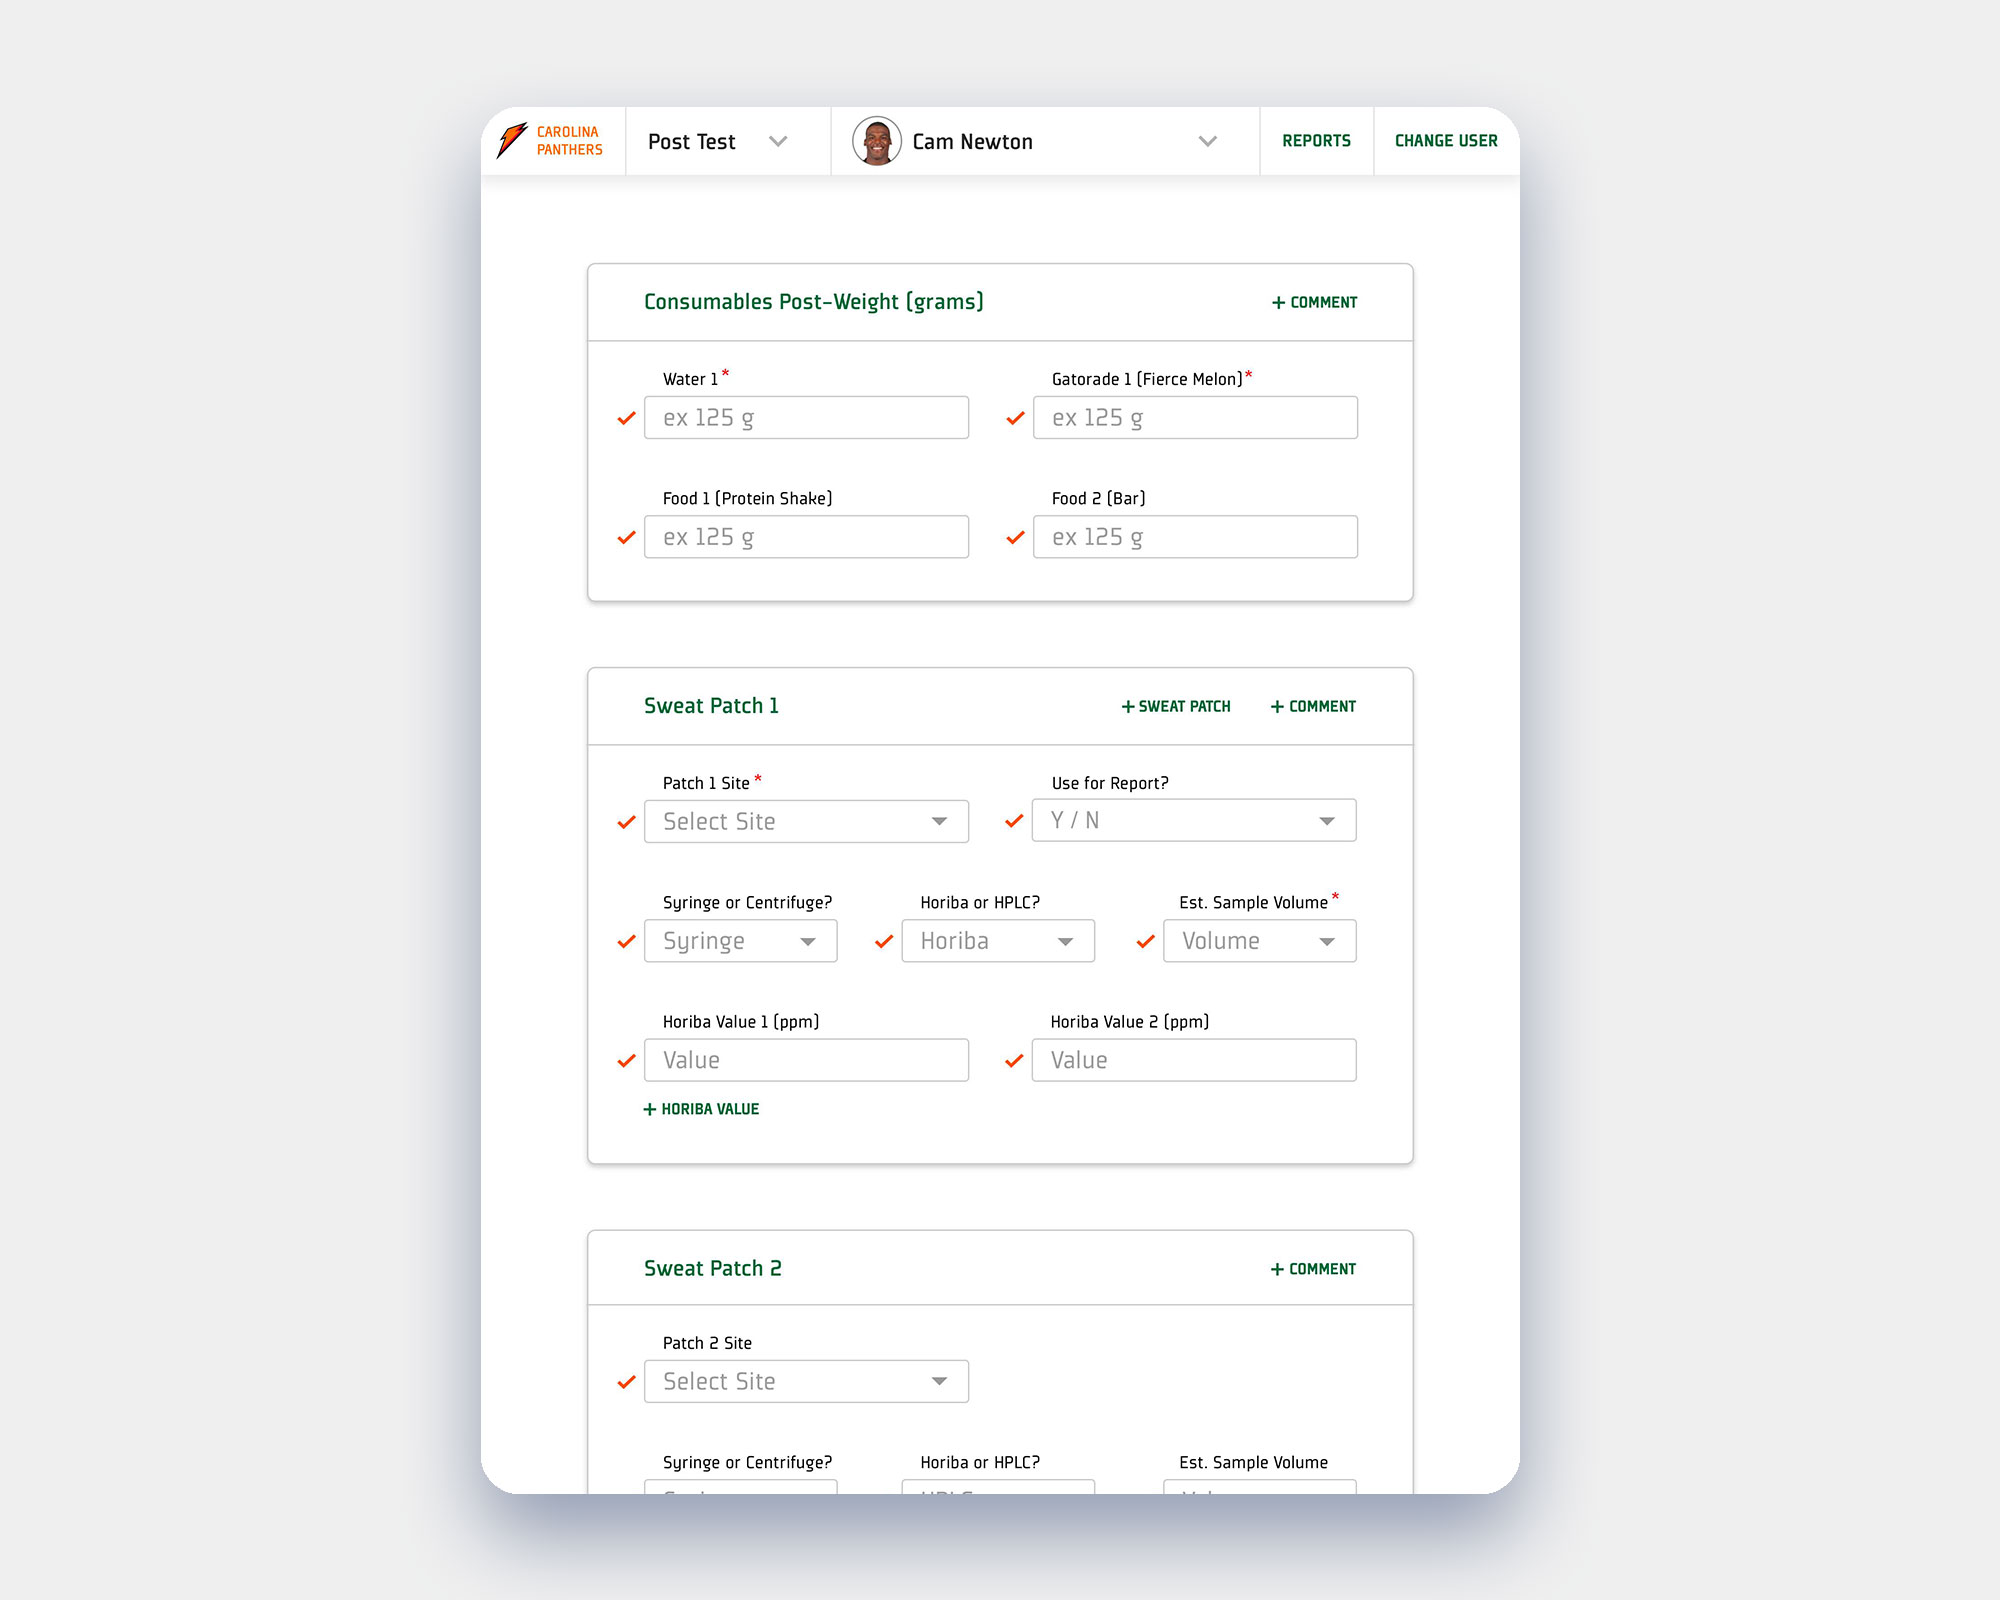 CAROLINA
PANTHERS
Post Test
Cam Newton
REPORTS
CHANGE USER
Consumables Post-Weight (grams)
+ COMMENT
Water 1 *
Gatorade 1 (Fierce Melon)*
ex 125 g
ex 125 g
Food 1 (Protein Shake)
Food 2 (Bar)
ex 125 g
ex 125 g
Sweat Patch 1
+ SWEAT PATCH
+ COMMENT
Patch 1 Site *
Use for Report?
Select Site
Y / N
Syringe or Centrifuge?
Horiba or HPLC?
Est. Sample Volume *
Syringe
Horiba
Volume
Horiba Value 1 (ppm)
Horiba Value 2 (ppm)
Value
Value
+ HORIBA VALUE
Sweat Patch 2
+ COMMENT
Patch 2 Site
Select Site
Syringe or Centrifuge?
Horiba or HPLC?
Est. Sample Volume